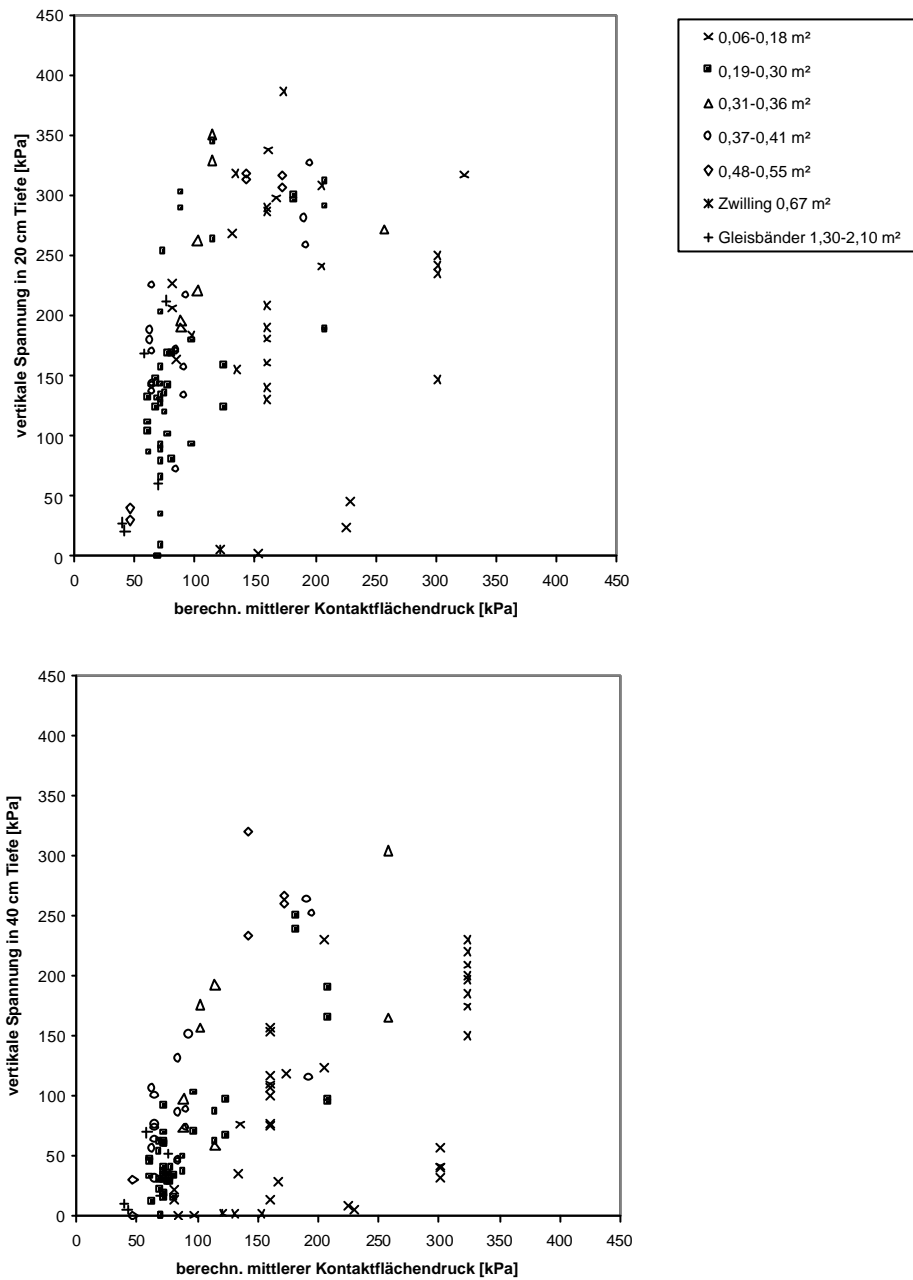 450
400
350
300
250
200
150
100
50
0
vertikale Spannung in 20 cm Tiefe [kPa]
0 50 100 150 200 250 300 350 400 450
berechn. mittlerer Kontaktflächendruck [kPa]
0,06-0,18 m²
0,19-0,30 m²
0,31-0,36 m²
0,37-0,41 m²
0,48-0,55 m²
Zwilling 0,67 m²
Gleisbänder 1,30-2,10 m²
450
400
350
300
250
200
150
100
50
0
vertikale Spannung in 40 cm Tiefe [kPa]
0 50 100 150 200 250 300 350 400 450
berechn. mittlerer Kontaktflächendruck [kPa]